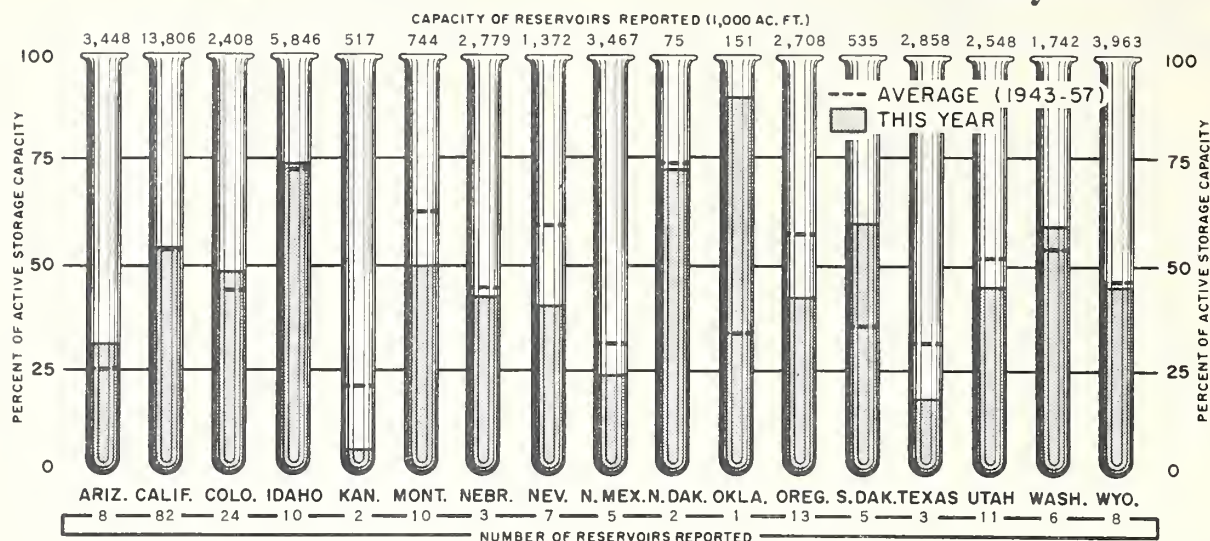 CAPACITY OF RESERVOIRS REPORTED (1,000 AC. FT.)
3,448 13,806 2,408 5,846 517 744 2,779 1,372 3,467 75 151 2,708 535 2,858 2,548 1,742 3,963
100 100
AVERAGE (1943-57)
THIS YEAR
75 75
50 50
25 25
0 0
PERCENT OF ACTIVE STORAGE CAPACITY
PERCENT OF ACTIVE STORAGE CAPACITY
ARIZ. CALIF. COLO. IDAHO KAN. MONT. NEBR. NEV. N. MEX. N. DAK. OKLA. OREG. S. DAK. TEXAS UTAH WASH. WYO.
8 82 24 10 2 10 3 7 5 2 1 13 5 3 11 6 8
NUMBER OF RESERVOIRS REPORTED